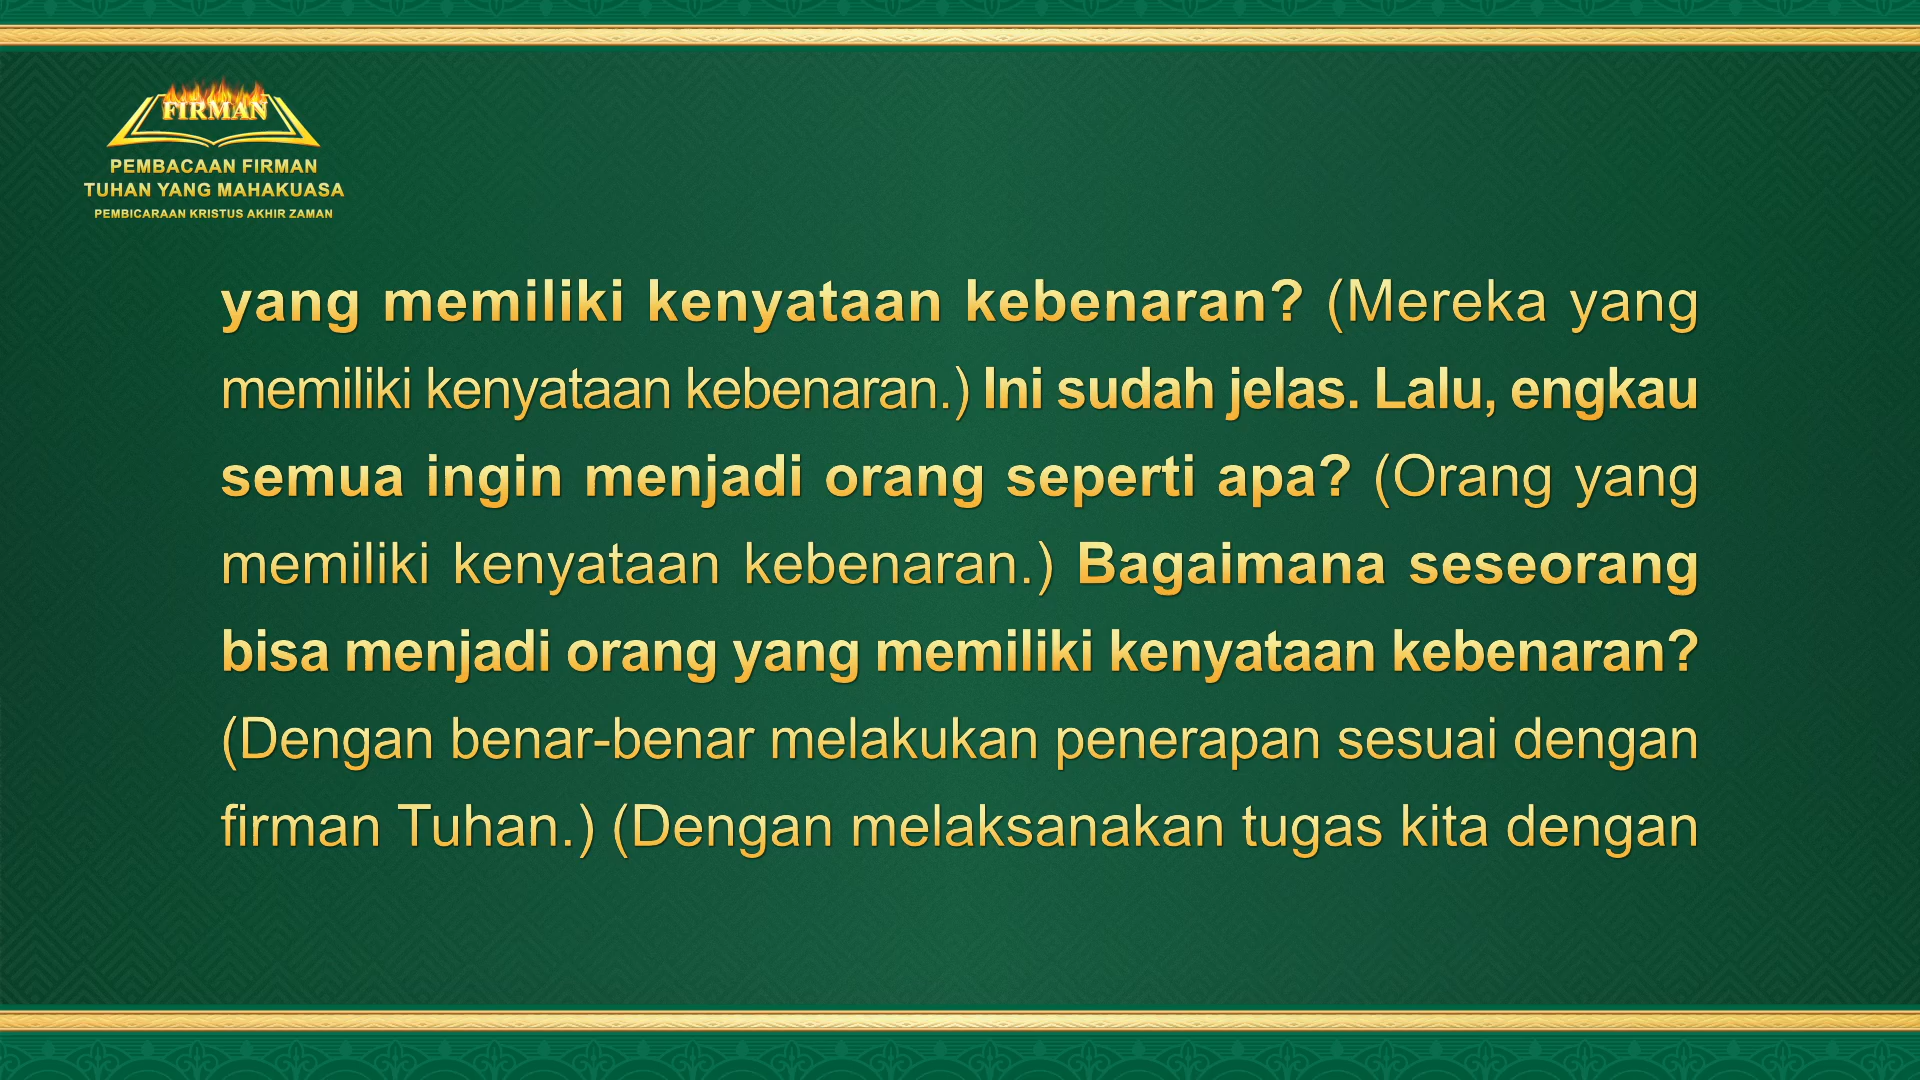 FIRMAN
PEMBACAAN FIRMAN
TUHAN YANG MAHAKUASA
PEMBICARAAN KRISTUS AKHIR ZAMAN
yang memiliki kenyataan kebenaran? (Mereka yang
memiliki kenyataan kebenaran.) Ini sudah jelas. Lalu, engkau
semua ingin menjadi orang seperti apa? (Orang yang
memiliki kenyataan kebenaran.) Bagaimana seseorang
bisa menjadi orang yang memiliki kenyataan kebenaran?
(Dengan benar-benar melakukan penerapan sesuai dengan
firman Tuhan.) (Dengan melaksanakan tugas kita dengan